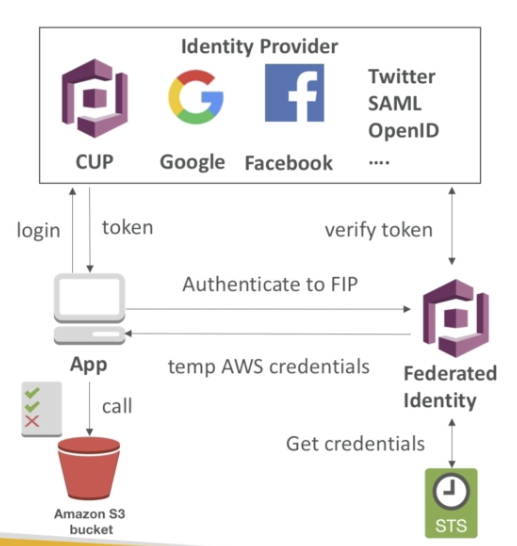 Identity Provider
Twitter
SAML
OpenID
....
CUP
Google
Facebook
login
token
verify token
Authenticate to FIP
App
temp AWS credentials
Federated
Identity
call
Get credentials
Amazon S3
bucket
STS